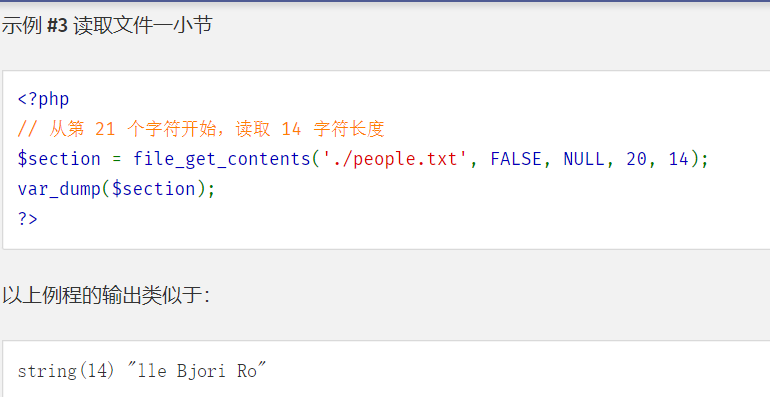 示例 #3 读取文件一小节
<?php
// 从第 21 个字符开始，读取 14 字符长度
$section = file_get_contents('./people.txt', FALSE, NULL, 20, 14);
var_dump($section);
?>
以上例程的输出类似于：
string(14) "lle Bjori Ro"